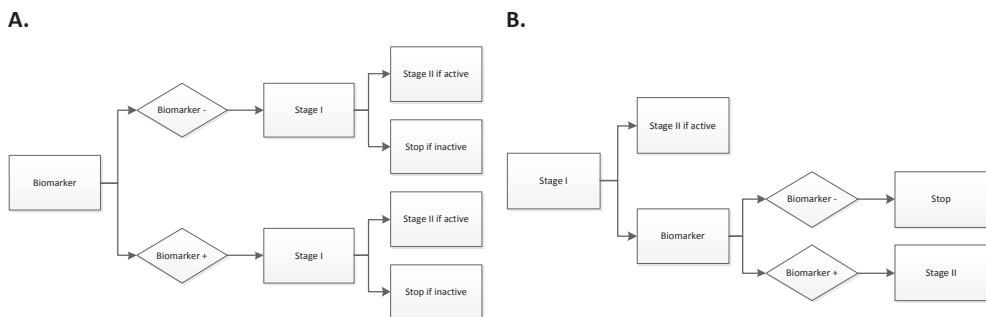 A.
Biomarker
Biomarker -
Stage I
Stage II if active
Stop if inactive
Biomarker +
Stage I
Stage II if active
Stop if inactive
B.
Stage I
Stage II if active
Biomarker
Biomarker -
Stop
Biomarker +
Stage II